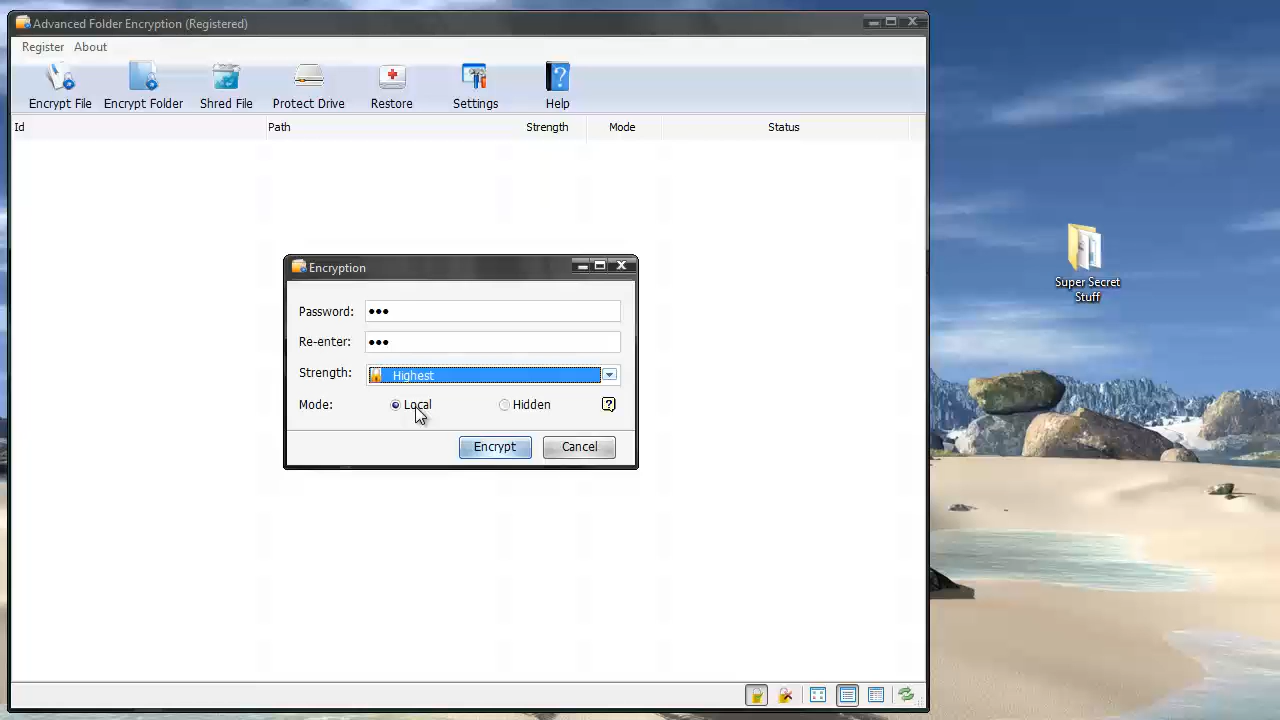 Advanced Folder Encryption (Registered)
Register About
Encrypt File Encrypt Folder Shred File Protect Drive Restore Settings Help
Id Path Strength Mode Status
Encryption
Password: •••
Re-enter: •••
Strength: Highest
Mode: Local Hidden ?
Encrypt Cancel
Super Secret
Stuff